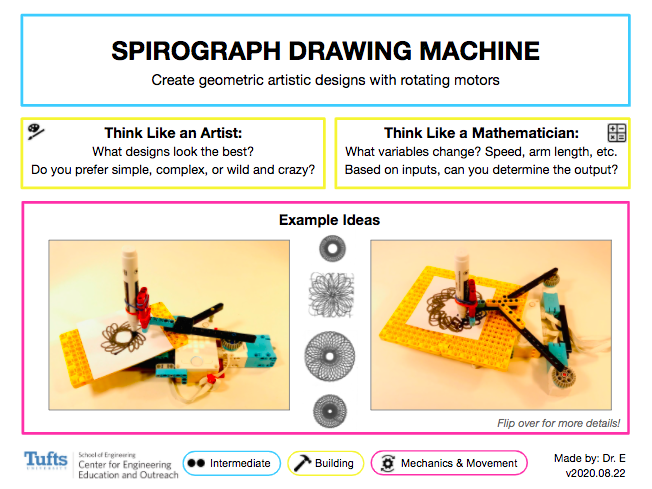 SPIROGRAPH DRAWING MACHINE
Create geometric artistic designs with rotating motors
Think Like an Artist:
What designs look the best?
Do you prefer simple, complex, or wild and crazy?
Think Like a Mathematician:
What variables change? Speed, arm length, etc.
Based on inputs, can you determine the output?
Example Ideas
Flip over for more details!
Tufts
UNIVERSITY
School of Engineering
Center for Engineering
Education and Outreach
Intermediate
Building
Mechanics & Movement
Made by: Dr. E
v2020.08.22